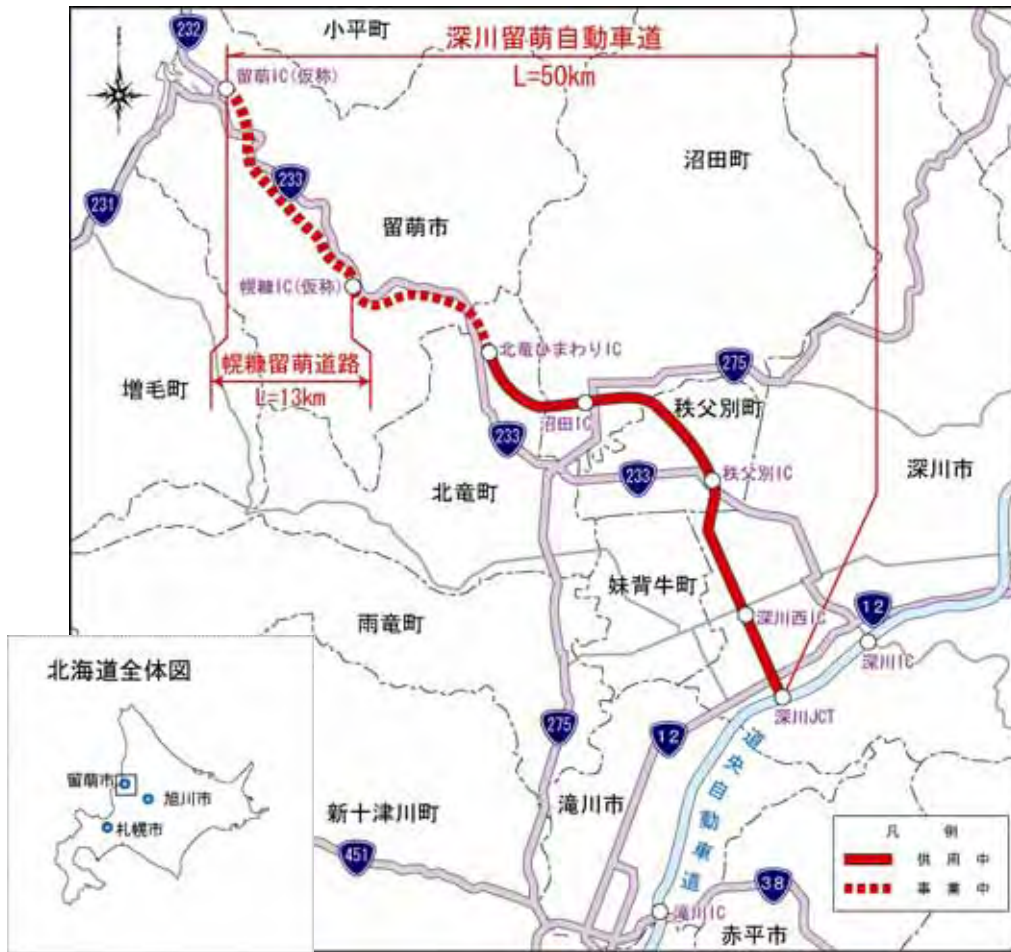 232
小平町
深川留萌自動車道
L=50km
留萌IC(仮称)
沼田町
231
233
留萌市
幌糠IC(仮称)
北竜ひまわりIC
幌糠留萌道路
L=13km
増毛町
275
秩父別町
沼田IC
233
233
秩父別IC
深川市
北竜町
妹背牛町
深川西IC
12
雨竜町
深川IC
深川JCT
275
12
道央自動車道
滝川市
新十津川町
451
38
滝川IC
赤平市
北海道全体図
留萌市
旭川市
札幌市
凡 例
供用中
事業中